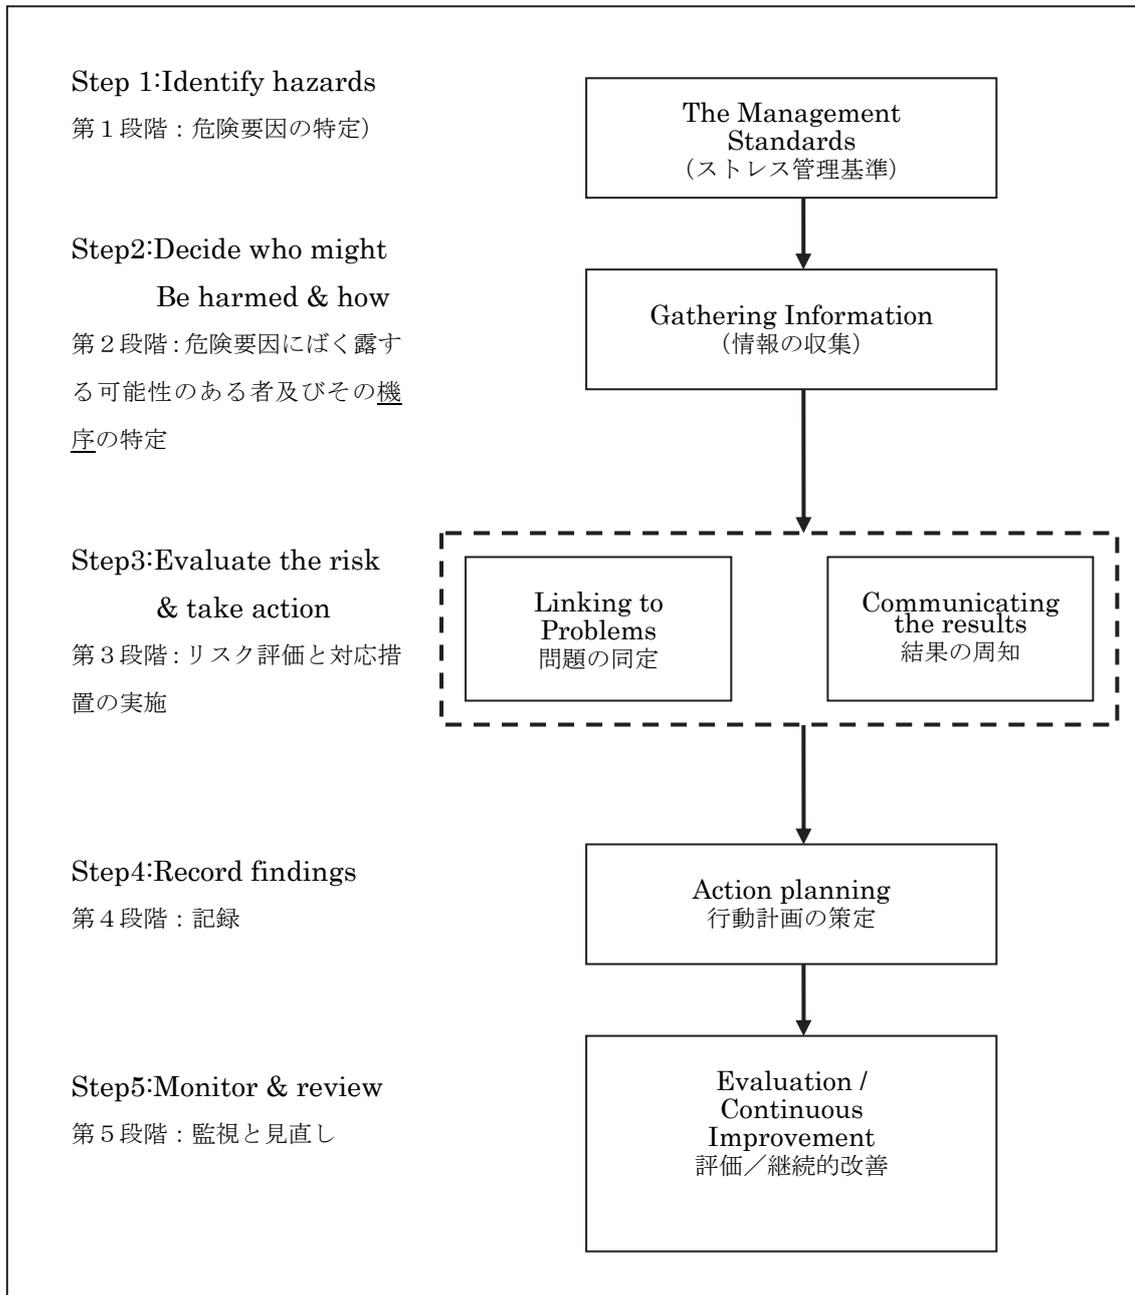 Step 1:Identify hazards
第１段階：危険要因の特定）
The Management
Standards
（ストレス管理基準）
Step2:Decide who might
Be harmed & how
第２段階：危険要因にばく露す
る可能性のある者及びその機
序の特定
Gathering Information
（情報の収集）
Step3:Evaluate the risk
& take action
第３段階：リスク評価と対応措
置の実施
Linking to
Problems
問題の同定
Communicating
the results
結果の周知
Step4:Record findings
第４段階：記録
Action planning
行動計画の策定
Step5:Monitor & review
第５段階：監視と見直し
Evaluation /
Continuous
Improvement
評価／継続的改善